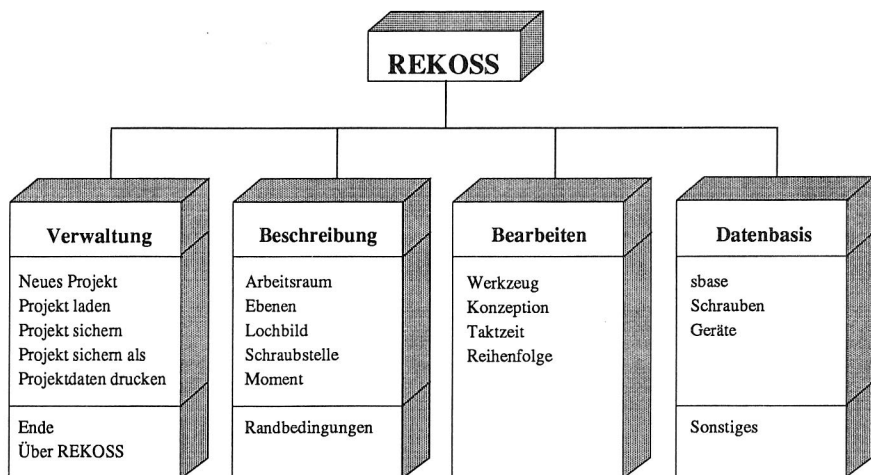 REKOSS
Verwaltung
Neues Projekt
Projekt laden
Projekt sichern
Projekt sichern als
Projektdaten drucken
Ende
Über REKOSS
Beschreibung
Arbeitsraum
Ebenen
Lochbild
Schraubstelle
Moment
Randbedingungen
Bearbeiten
Werkzeug
Konzeption
Taktzeit
Reihenfolge
Datenbasis
sbase
Schrauben
Geräte
Sonstiges